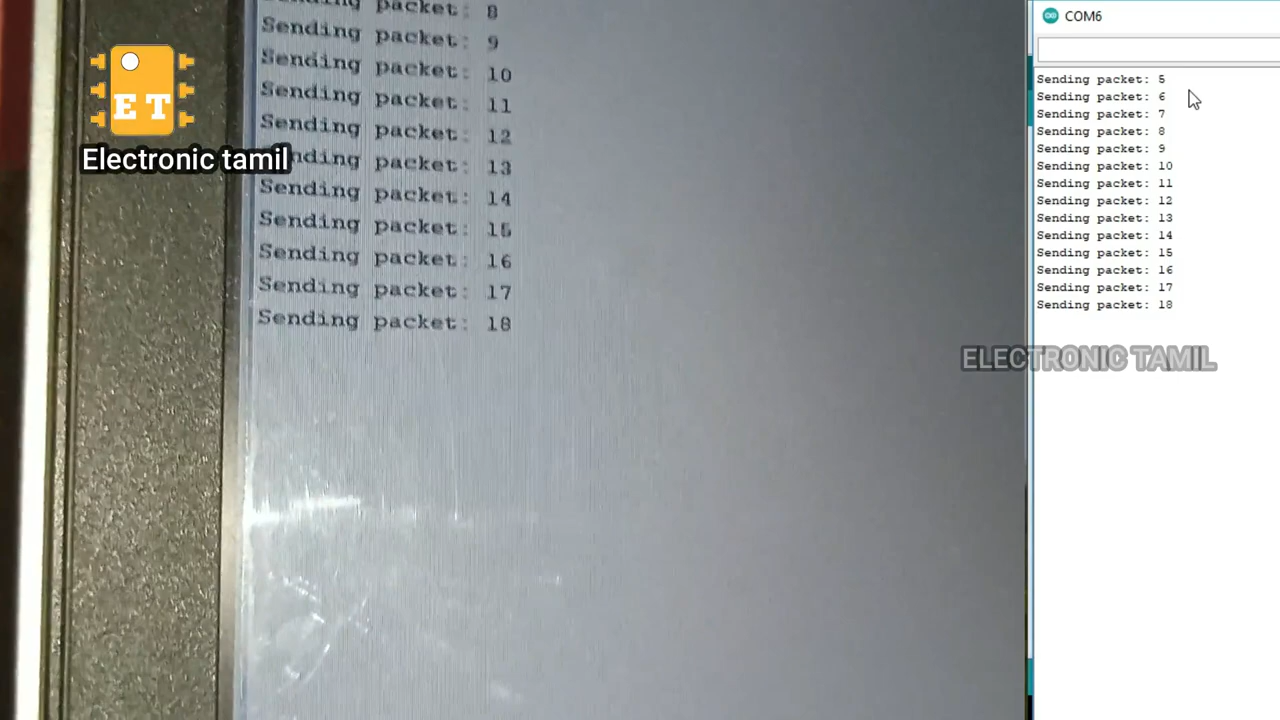 Sending packet: 8
Sending packet: 9
Sending packet: 10
Sending packet: 11
Sending packet: 12
Sending packet: 13
Sending packet: 14
Sending packet: 15
Sending packet: 16
Sending packet: 17
Sending packet: 18
ET
Electronic tamil
COM6
Sending packet: 5
Sending packet: 6
Sending packet: 7
Sending packet: 8
Sending packet: 9
Sending packet: 10
Sending packet: 11
Sending packet: 12
Sending packet: 13
Sending packet: 14
Sending packet: 15
Sending packet: 16
Sending packet: 17
Sending packet: 18
ELECTRONIC TAMIL